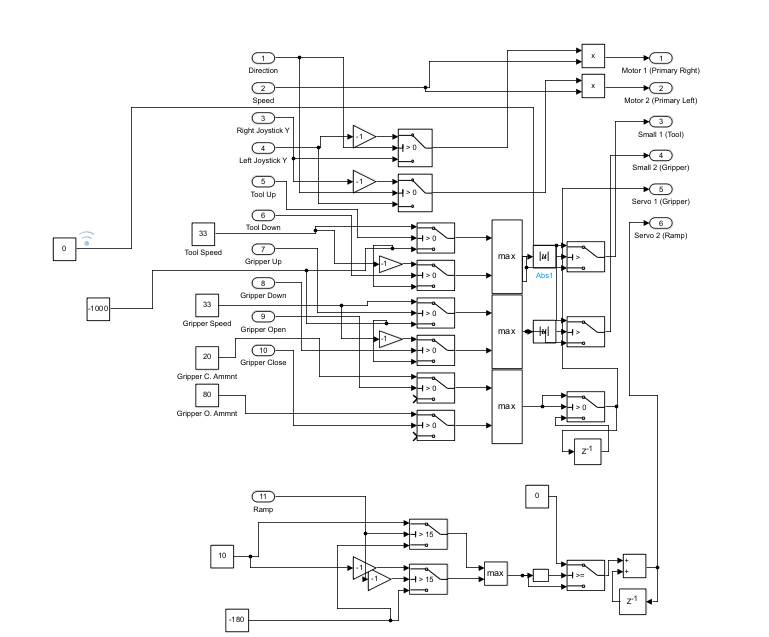 1
Direction
2
Speed
3
Right Joystick Y
4
Left Joystick Y
5
Tool Up
6
Tool Down
7
Gripper Up
8
Gripper Down
9
Gripper Open
10
Gripper Close
0
33
Tool Speed
-1000
33
Gripper Speed
20
Gripper C. Ammnt
80
Gripper O. Ammnt
-1
> 0
-1
> 0
> 0
-1
> 0
> 0
-1
> 0
> 0
> 0
max
max
max
|u|
Abs1
>
|u|
>
> 0
Z-1
x
x
1
Motor 1 (Primary Right)
2
Motor 2 (Primary Left)
3
Small 1 (Tool)
4
Small 2 (Gripper)
5
Servo 1 (Gripper)
6
Servo 2 (Ramp)
11
Ramp
10
-180
-1
-1
> 15
> 15
max
0
>=
+
+
Z-1